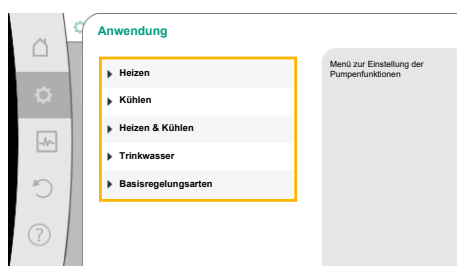 Anwendung
Heizen
Kühlen
Heizen & Kühlen
Trinkwasser
Basisregelungsarten
Menü zur Einstellung der
Pumpenfunktionen
?